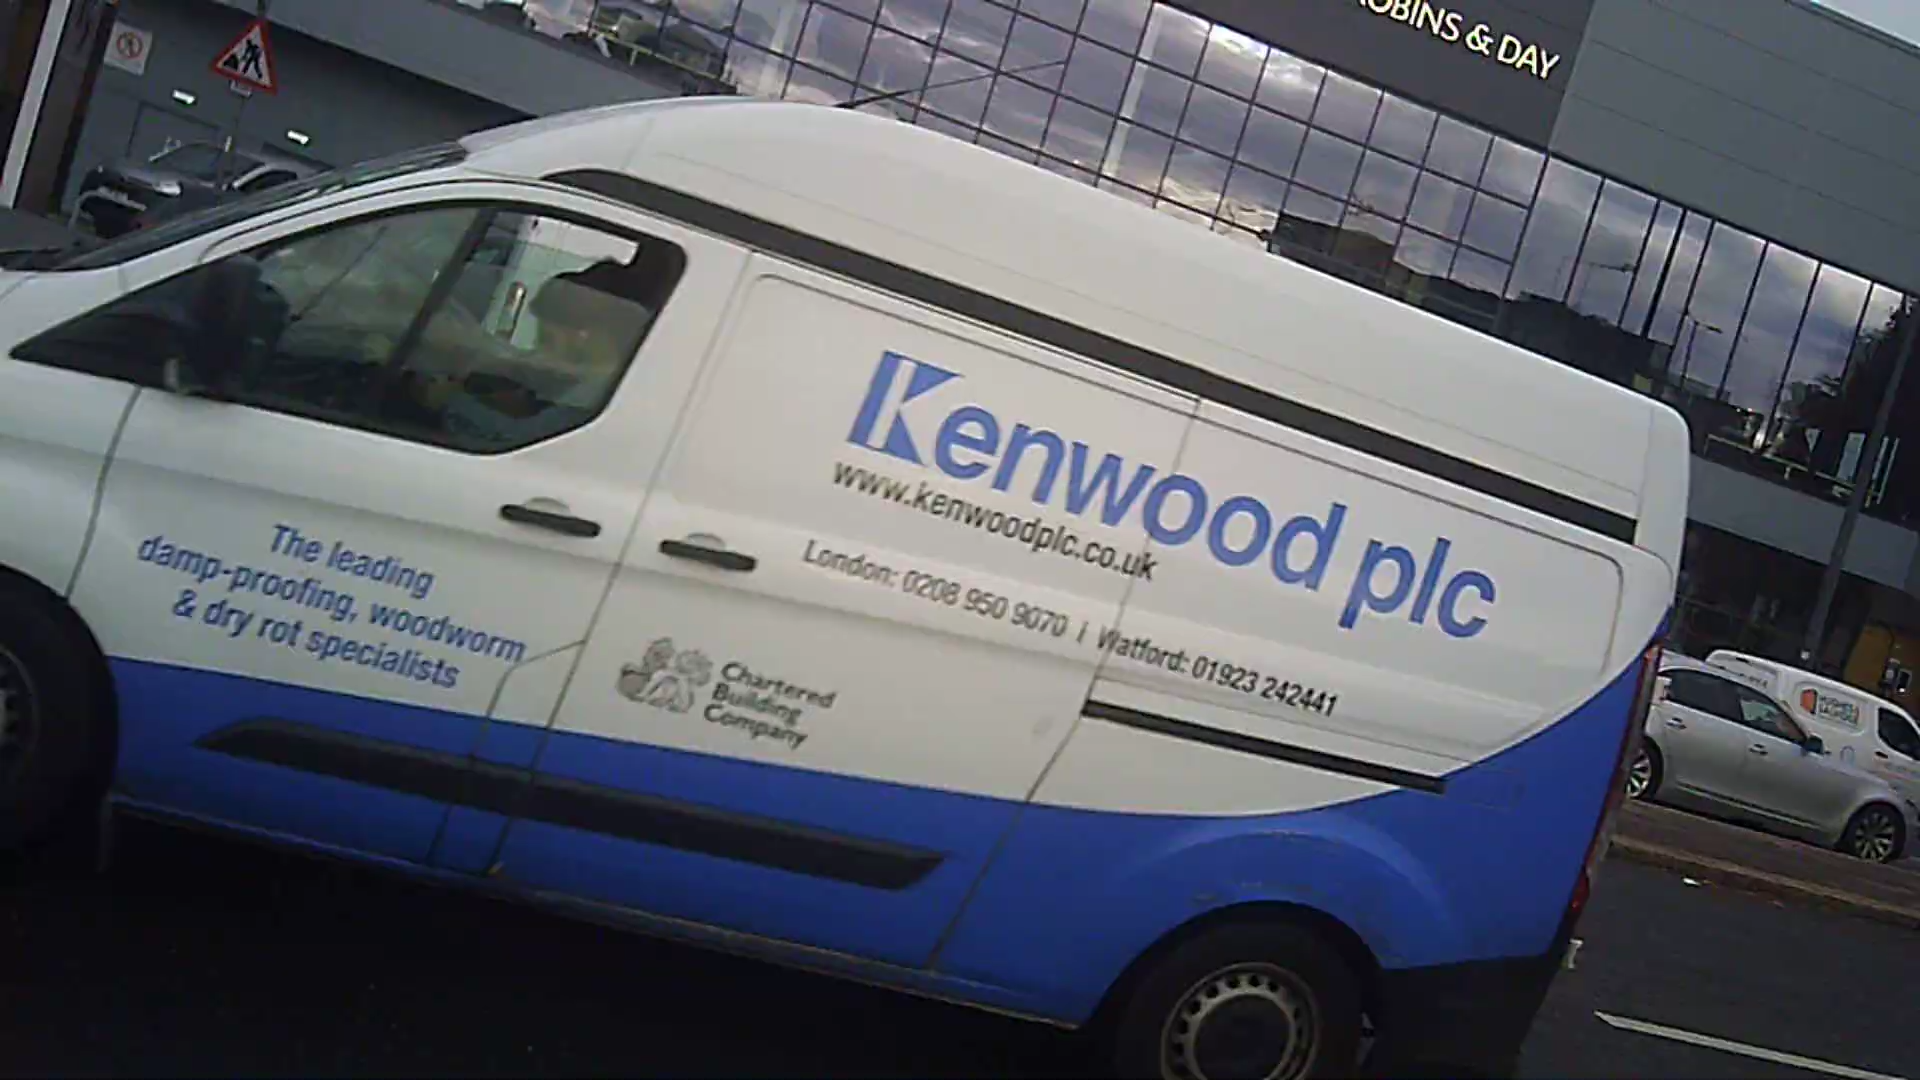 OBINS & DAY
Kenwood plc
www.kenwoodplc.co.uk
London: 0208 950 9070 | Watford: 01923 242441
The leading
damp-proofing, woodworm
& dry rot specialists
Chartered
Building
Company